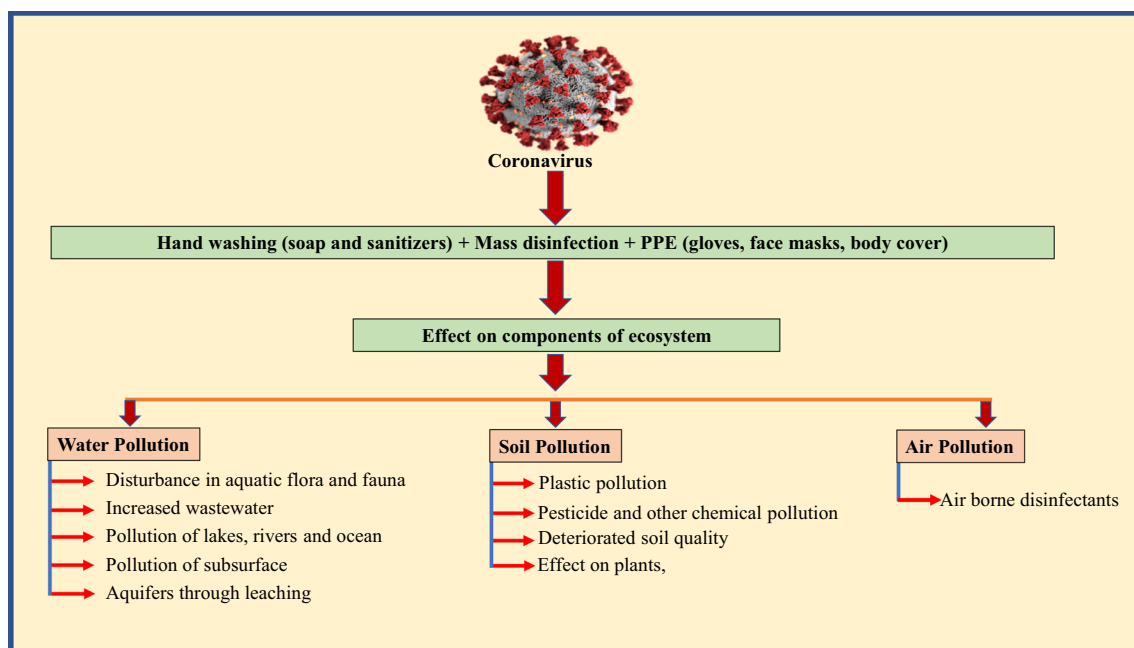 Coronavirus
Hand washing (soap and sanitizers) + Mass disinfection + PPE (gloves, face masks, body cover)
Effect on components of ecosystem
Water Pollution
Disturbance in aquatic flora and fauna
Increased wastewater
Pollution of lakes, rivers and ocean
Pollution of subsurface
Aquifers through leaching
Soil Pollution
Plastic pollution
Pesticide and other chemical pollution
Deteriorated soil quality
Effect on plants,
Air Pollution
Air borne disinfectants